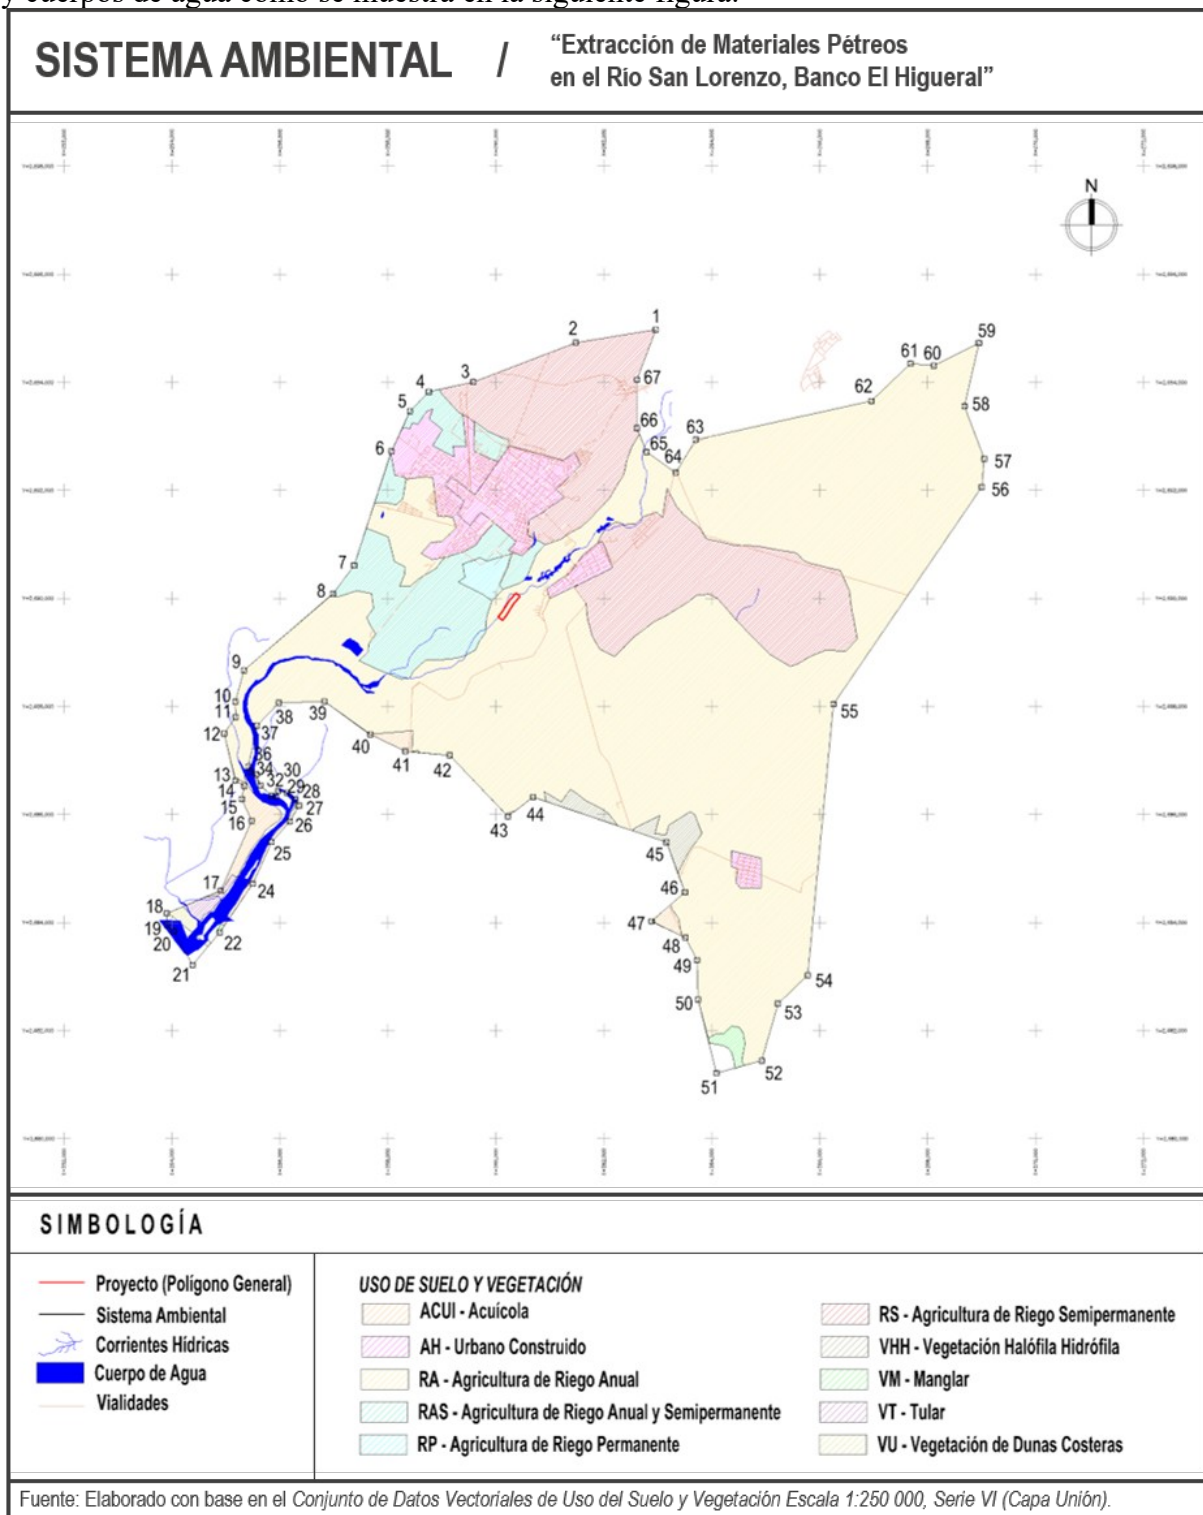 y cuerpos de agua como se muestra en la siguiente figura.
SISTEMA AMBIENTAL / "Extracción de Materiales Pétreos
en el Río San Lorenzo, Banco El Higueral"
N
1
2
59
61 60
3
67
4
62
5
58
66
63
6
65
64
57
56
7
8
9
10
38
39
55
11
12
37
40
36
41
42
34
30
13
32
29
28
14
27
15
44
16
26
43
25
45
17
24
46
18
47
19
22
48
20
49
21
54
50
53
52
51
SIMBOLOGÍA
Proyecto (Polígono General)
Sistema Ambiental
Corrientes Hídricas
Cuerpo de Agua
Vialidades
USO DE SUELO Y VEGETACIÓN
ACUI - Acuícola
AH - Urbano Construido
RA - Agricultura de Riego Anual
RAS - Agricultura de Riego Anual y Semipermanente
RP - Agricultura de Riego Permanente
RS - Agricultura de Riego Semipermanente
VHH - Vegetación Halófila Hidrófila
VM - Manglar
VT - Tular
VU - Vegetación de Dunas Costeras
Fuente: Elaborado con base en el Conjunto de Datos Vectoriales de Uso del Suelo y Vegetación Escala 1:250 000, Serie VI (Capa Unión).